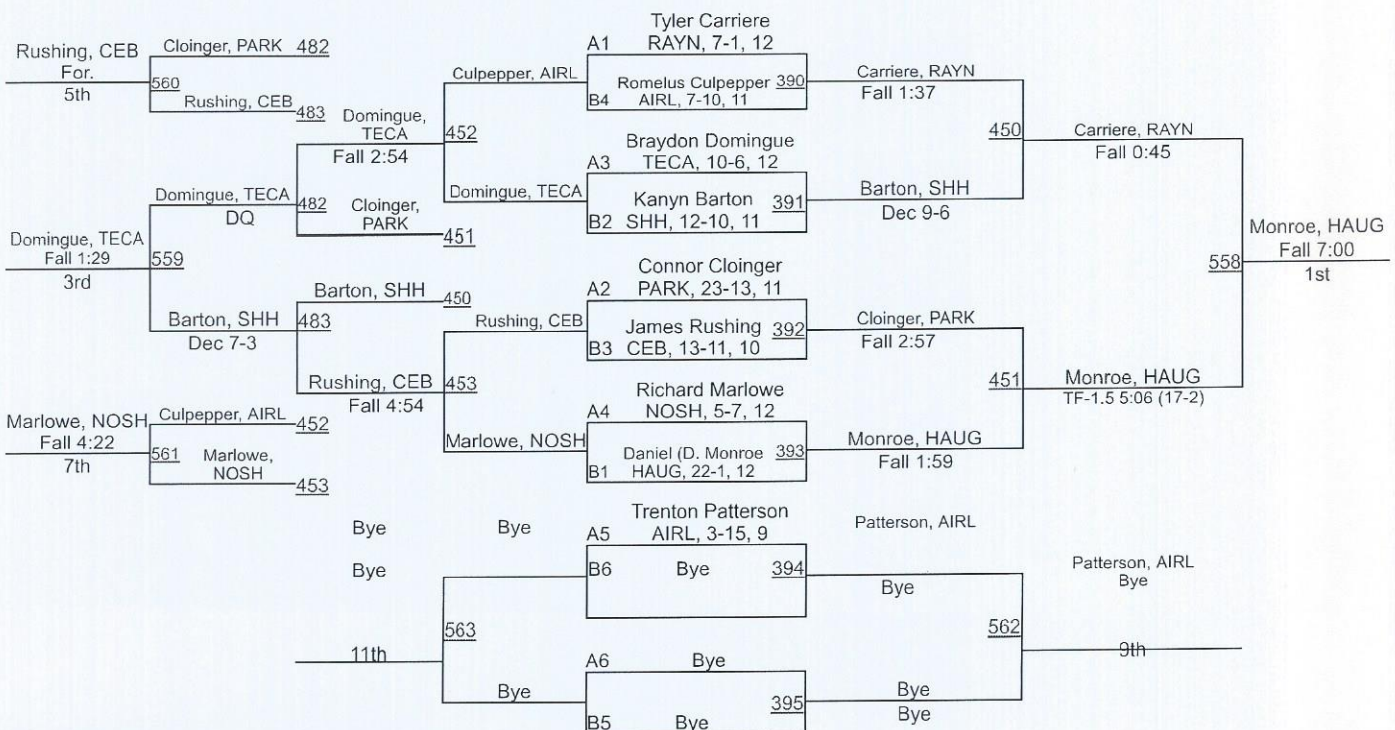 Tyler Carriere
A1 RAYN, 7-1, 12
Rushing, CEB
For.
5th
Cloinger, PARK 482
560
Rushing, CEB
483
Culpepper, AIRL
Romelus Culpepper 390
B4 AIRL, 7-10, 11
Carriere, RAYN
Fall 1:37
Domingue,
TECA
Fall 2:54
452
450
Carriere, RAYN
Fall 0:45
Braydon Domingue
A3 TECA, 10-6, 12
Domingue, TECA
Kanyn Barton 391
B2 SHH, 12-10, 11
Barton, SHH
Dec 9-6
Domingue, TECA
DQ
482
Cloinger,
PARK
451
Domingue, TECA
Fall 1:29
3rd
559
558
Monroe, HAUG
Fall 7:00
1st
Connor Cloinger
A2 PARK, 23-13, 11
Barton, SHH
450
Barton, SHH
Dec 7-3
483
Rushing, CEB
James Rushing 392
B3 CEB, 13-11, 10
Cloinger, PARK
Fall 2:57
Rushing, CEB
Fall 4:54
453
451
Monroe, HAUG
TF-1.5 5:06 (17-2)
Richard Marlowe
A4 NOSH, 5-7, 12
Marlowe, NOSH
Fall 4:22
7th
Culpepper, AIRL
452
561
Marlowe,
NOSH
453
Marlowe, NOSH
Daniel (D. Monroe 393
B1 HAUG, 22-1, 12
Monroe, HAUG
Fall 1:59
Trenton Patterson
A5 AIRL, 3-15, 9
Bye
Bye
Patterson, AIRL
Bye
B6 Bye 394
Bye
Patterson, AIRL
Bye
563
562
11th
9th
A6 Bye
Bye
395
B5 Bye
Bye
Bye